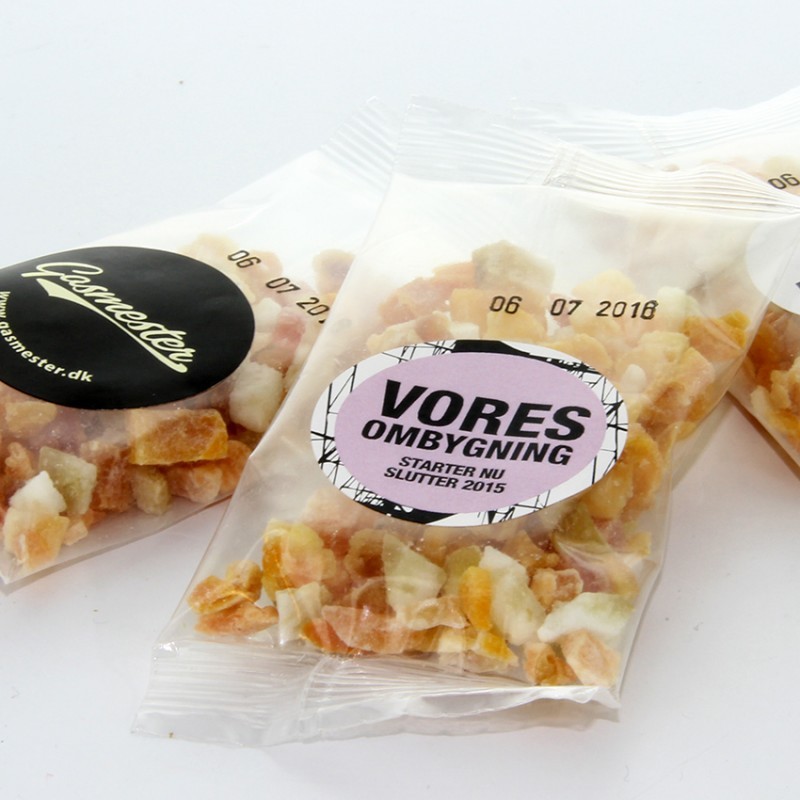 Gasmester
www.gasmester.dk
06 07 201
06 07 2016
VORES
OMBYGNING
STARTER NU
SLUTTER 2015
06